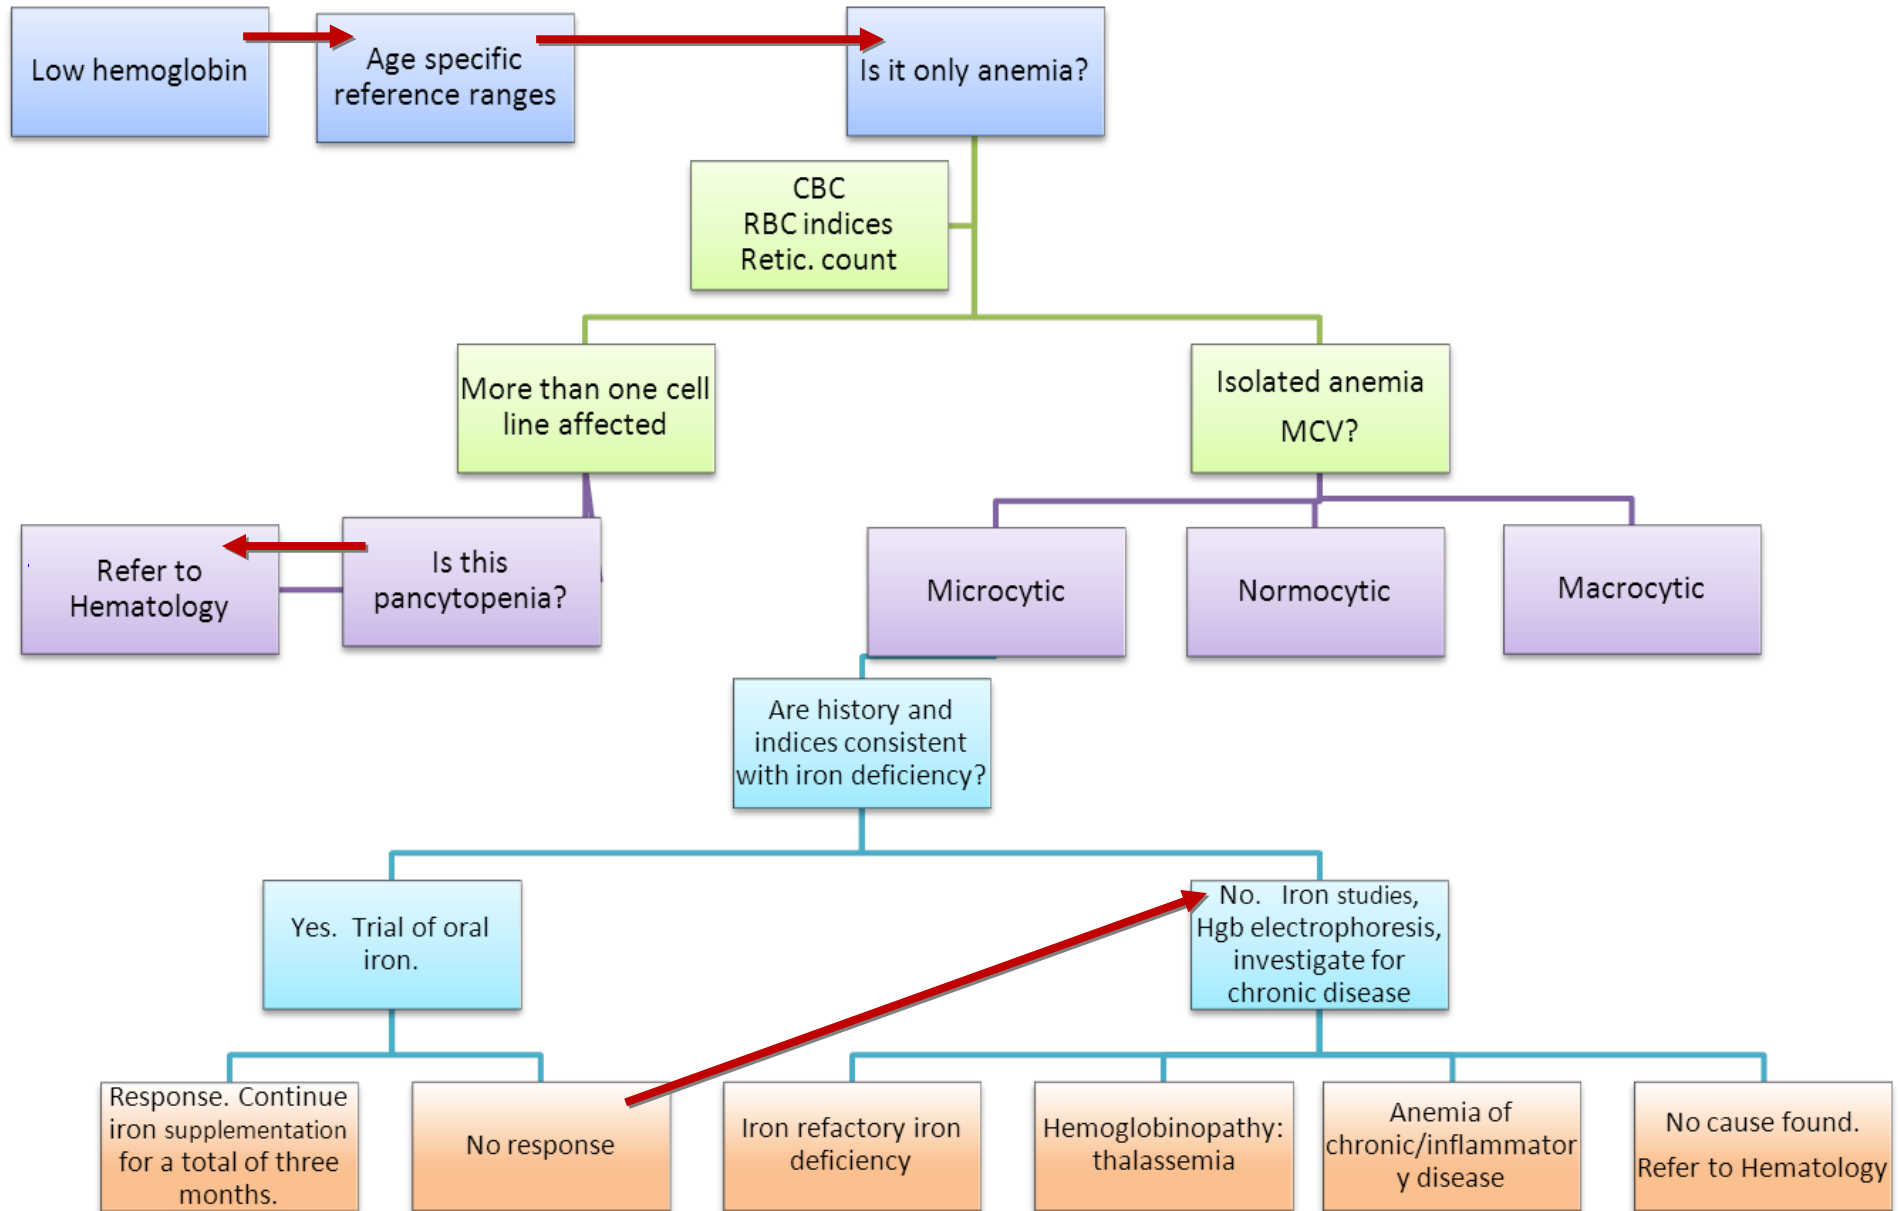 Low hemoglobin
Age specific
reference ranges
Is it only anemia?
CBC
RBC indices
Retic. count
More than one cell
line affected
Isolated anemia
MCV?
Refer to
Hematology
Is this
pancytopenia?
Microcytic
Normocytic
Macrocytic
Are history and
indices consistent
with iron deficiency?
Yes. Trial of oral
iron.
No. Iron studies,
Hgb electrophoresis,
investigate for
chronic disease
Response. Continue
iron supplementation
for a total of three
months.
No response
Iron refactory iron
deficiency
Hemoglobinopathy:
thalassemia
Anemia of
chronic/inflammator
y disease
No cause found.
Refer to Hematology